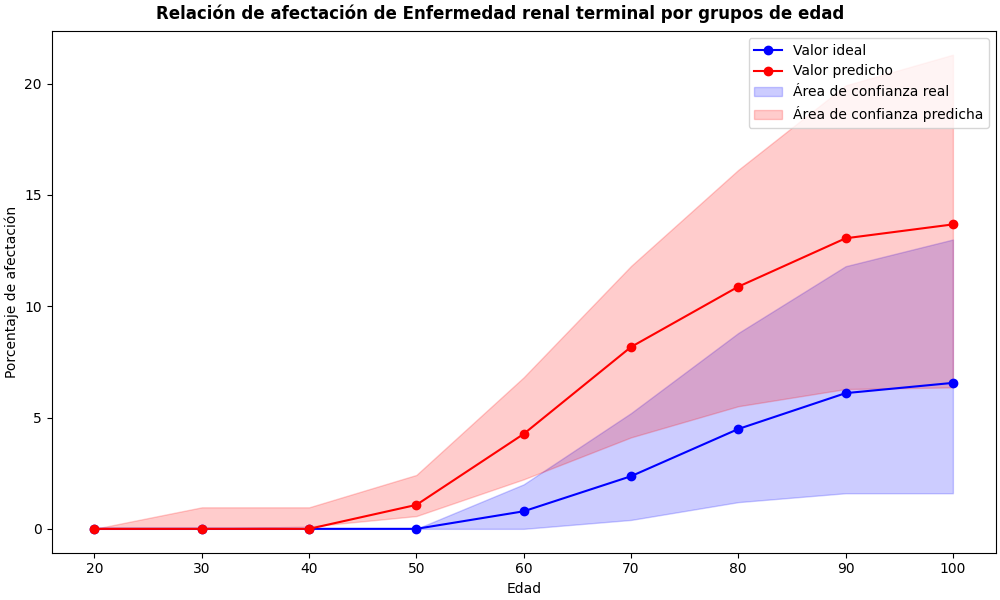 Relación de afectación de Enfermedad renal terminal por grupos de edad
Valor ideal
Valor predicho
Área de confianza real
Área de confianza predicha
Porcentaje de afectación
20
15
10
5
0
20 30 40 50 60 70 80 90 100
Edad